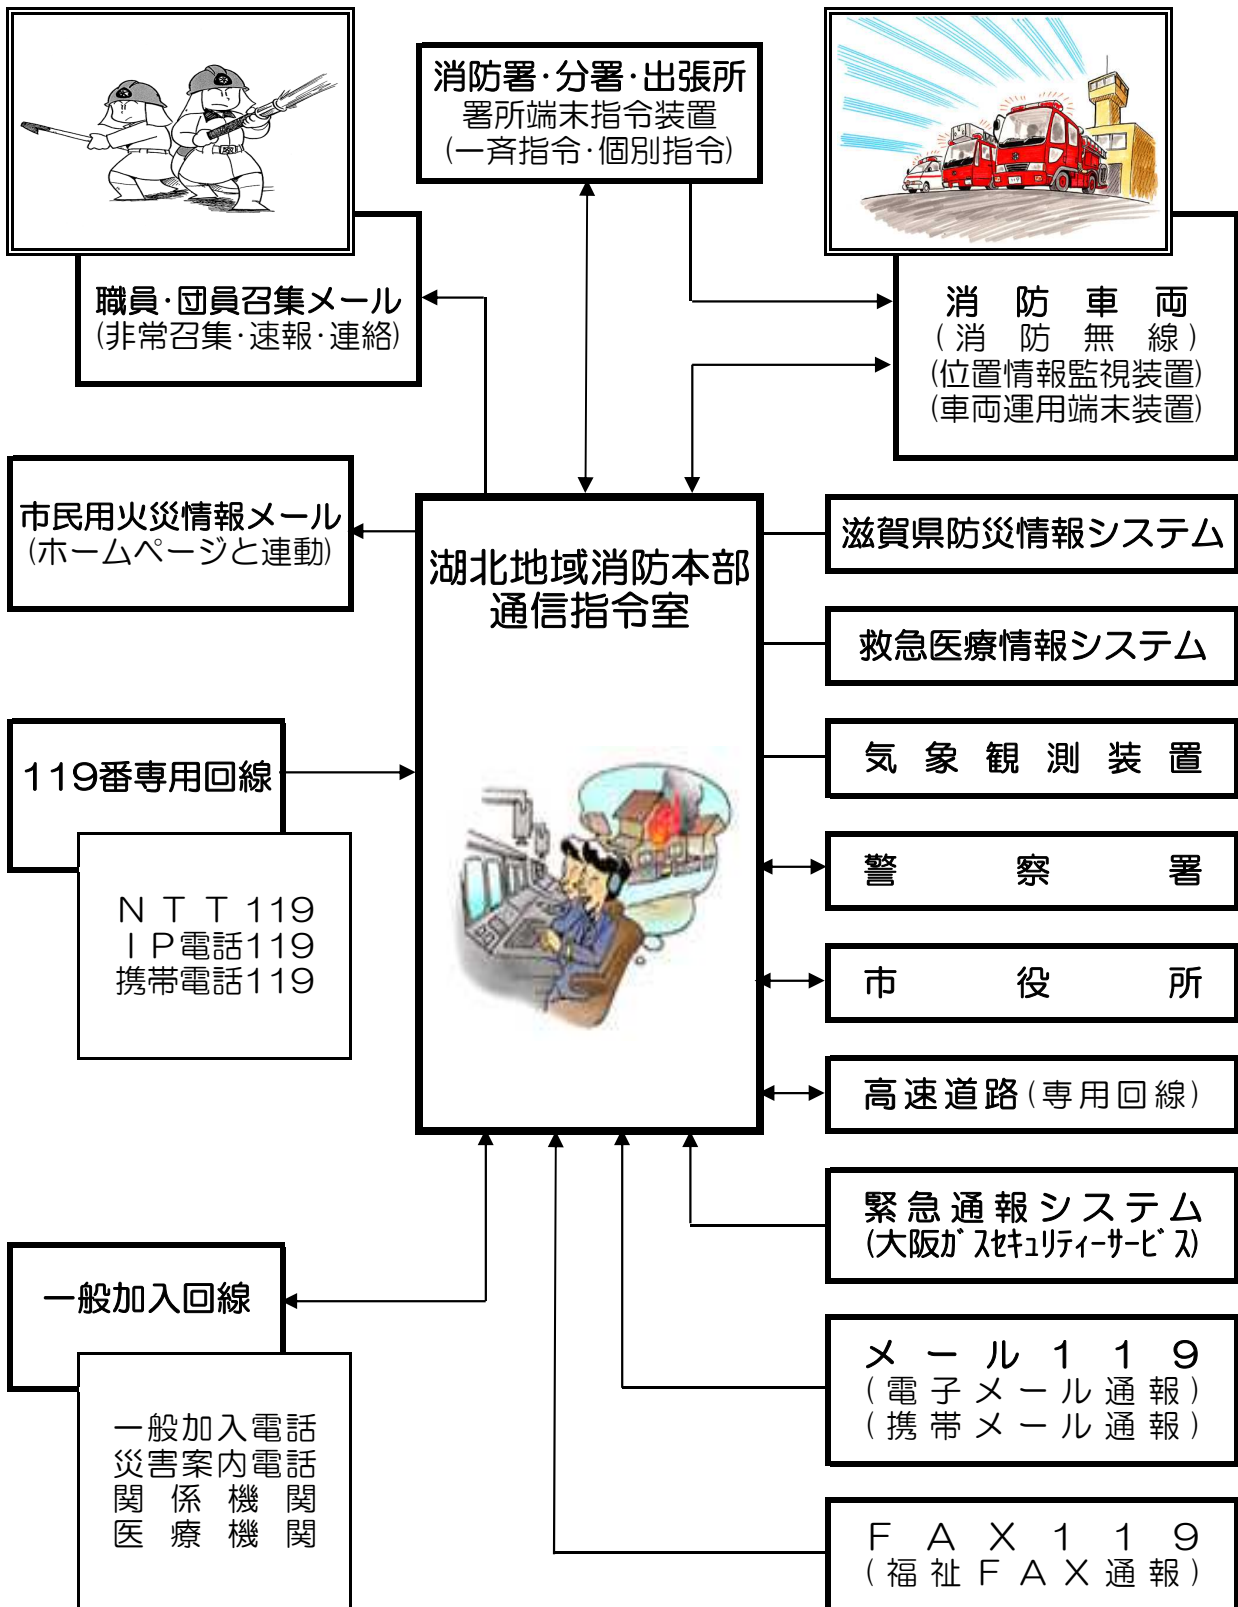 消防署・分署・出張所
署所端末指令装置
(一斉指令・個別指令)
職員・団員召集メール
(非常召集・速報・連絡)
消防車両
(消防無線)
(位置情報監視装置)
(車両運用端末装置)
市民用火災情報メール
(ホームページと連動)
湖北地域消防本部
通信指令室
滋賀県防災情報システム
救急医療情報システム
気象観測装置
119番専用回線
NTT119
IP電話119
携帯電話119
警察署
市役所
高速道路(専用回線)
緊急通報システム
(大阪ガスセキュリティーサービス)
一般加入回線
一般加入電話
災害案内電話
関係機関
医療機関
メール119
(電子メール通報)
(携帯メール通報)
FAX119
(福祉FAX通報)